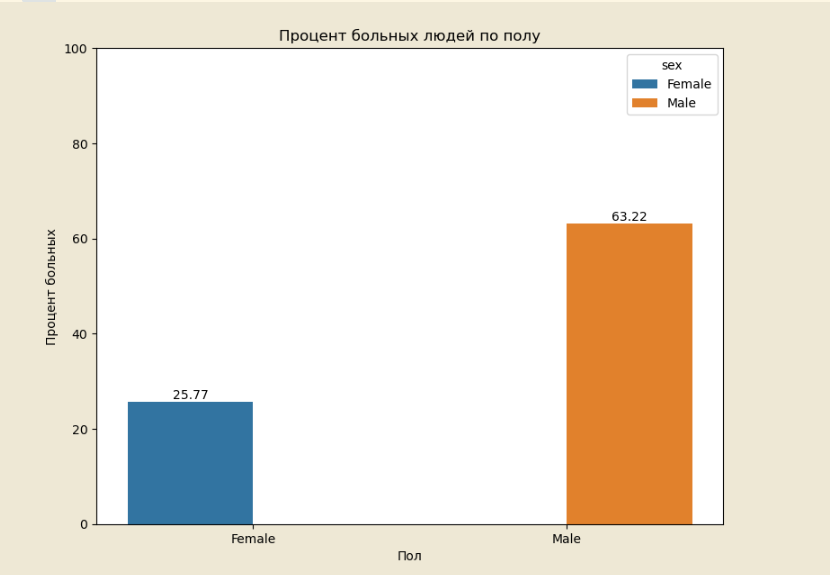 Процент больных людей по полу
100
80
60
40
20
0
Процент больных
sex
Female
Male
63.22
25.77
Female
Male
Пол